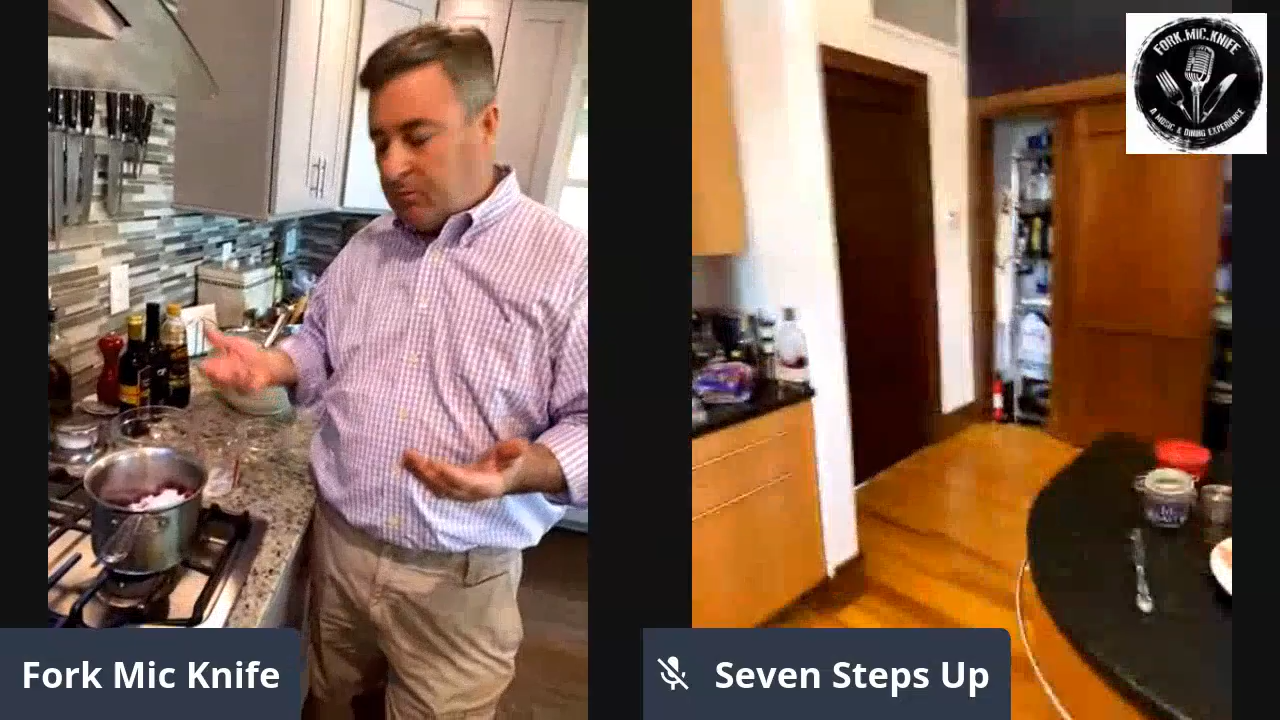 FORK.MIC.KNIFE
A MUSIC & DINING EXPERIENCE
Fork Mic Knife
Seven Steps Up